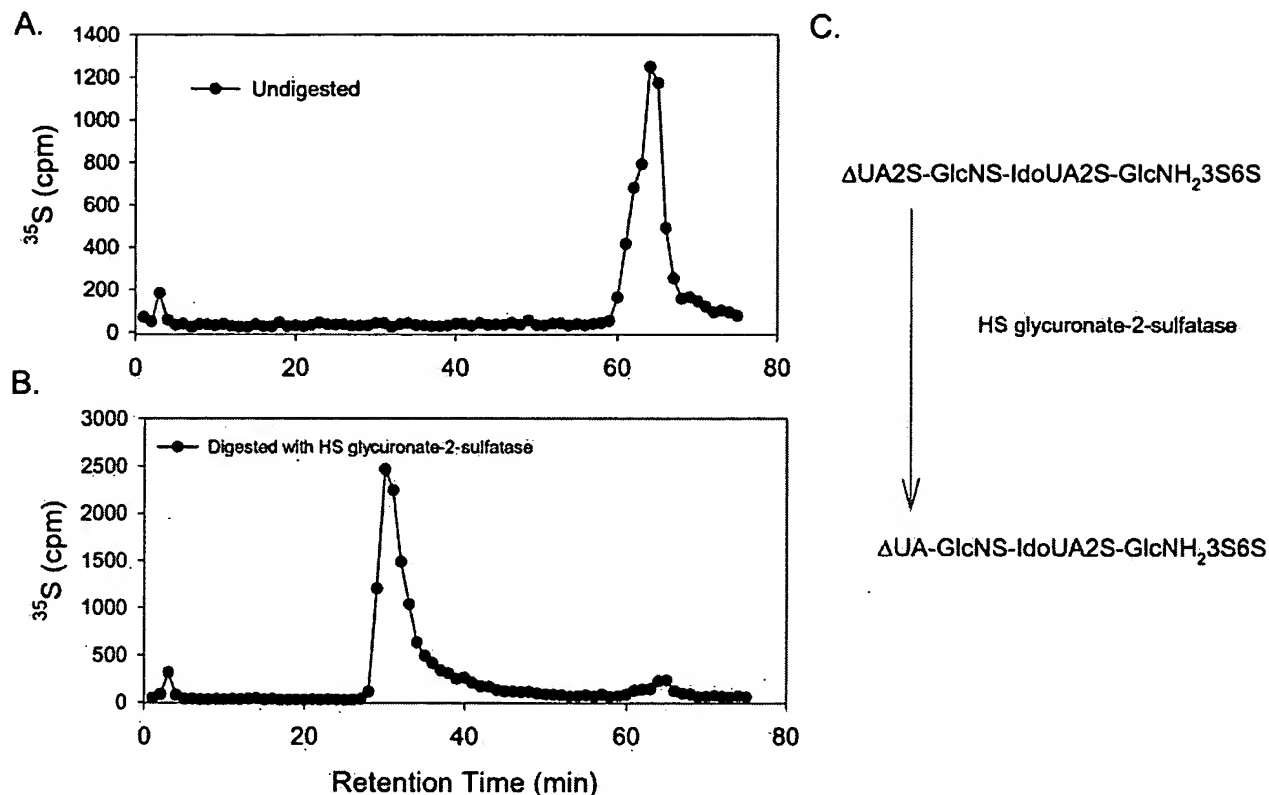 A.
1400
1200
1000
800
600
400
200
0
³⁵S (cpm)
Undigested
0
20
40
60
80
B.
3000
2500
2000
1500
1000
500
0
³⁵S (cpm)
Digested with HS glycuronate-2-sulfatase
0
20
40
60
80
Retention Time (min)
C.
ΔUA2S-GlcNS-IdoUA2S-GlcNH₂3S6S
HS glycuronate-2-sulfatase
ΔUA-GlcNS-IdoUA2S-GlcNH₂3S6S